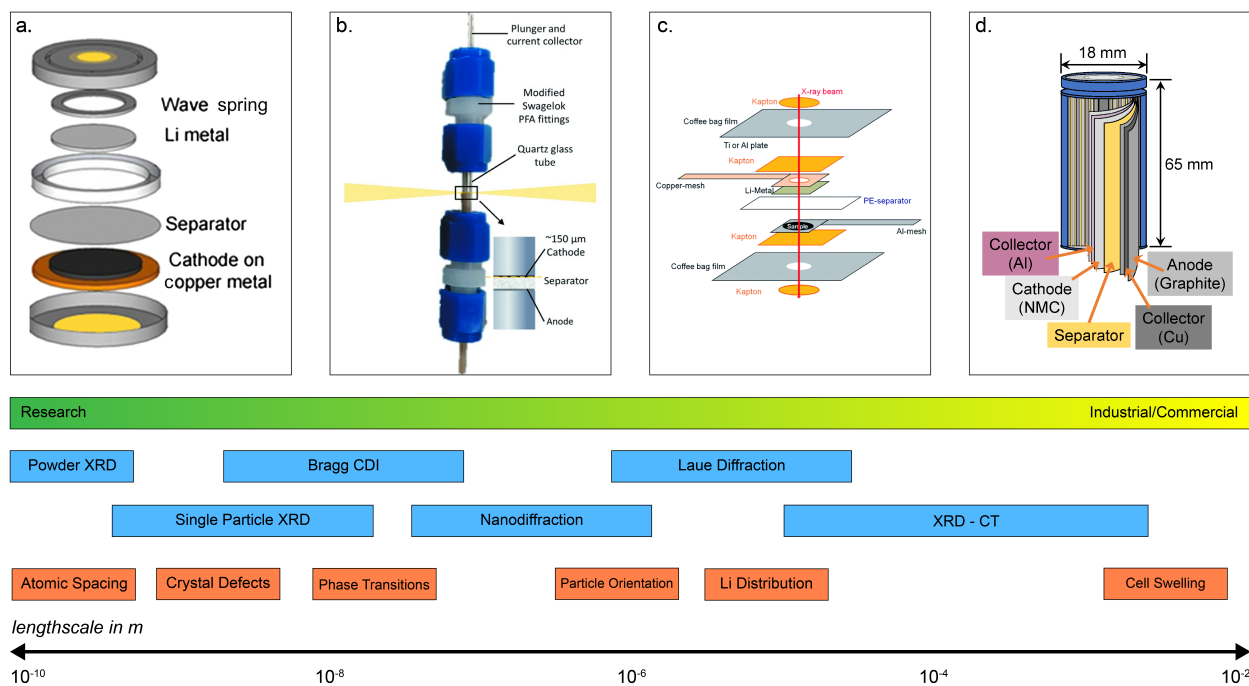 a.
Wave spring
Li metal
Separator
Cathode on
copper metal
b.
Plunger and
current collector
Modified
Swagelok
PFA fittings
Quartz glass
tube
~150 µm
Cathode
Separator
Anode
c.
X-ray beam
Kapton
Coffee bag film
Ti or Al plate
Kapton
Copper-mesh
Li-Metal
PE-separator
Sample
Al-mesh
Kapton
Coffee bag film
Kapton
d.
18 mm
65 mm
Collector
(Al)
Cathode
(NMC)
Separator
Anode
(Graphite)
Collector
(Cu)
Research
Industrial/Commercial
Powder XRD
Bragg CDI
Laue Diffraction
Single Particle XRD
Nanodiffraction
XRD - CT
Atomic Spacing
Crystal Defects
Phase Transitions
Particle Orientation
Li Distribution
Cell Swelling
lengthscale in m
10⁻¹⁰
10⁻⁸
10⁻⁶
10⁻⁴
10⁻²